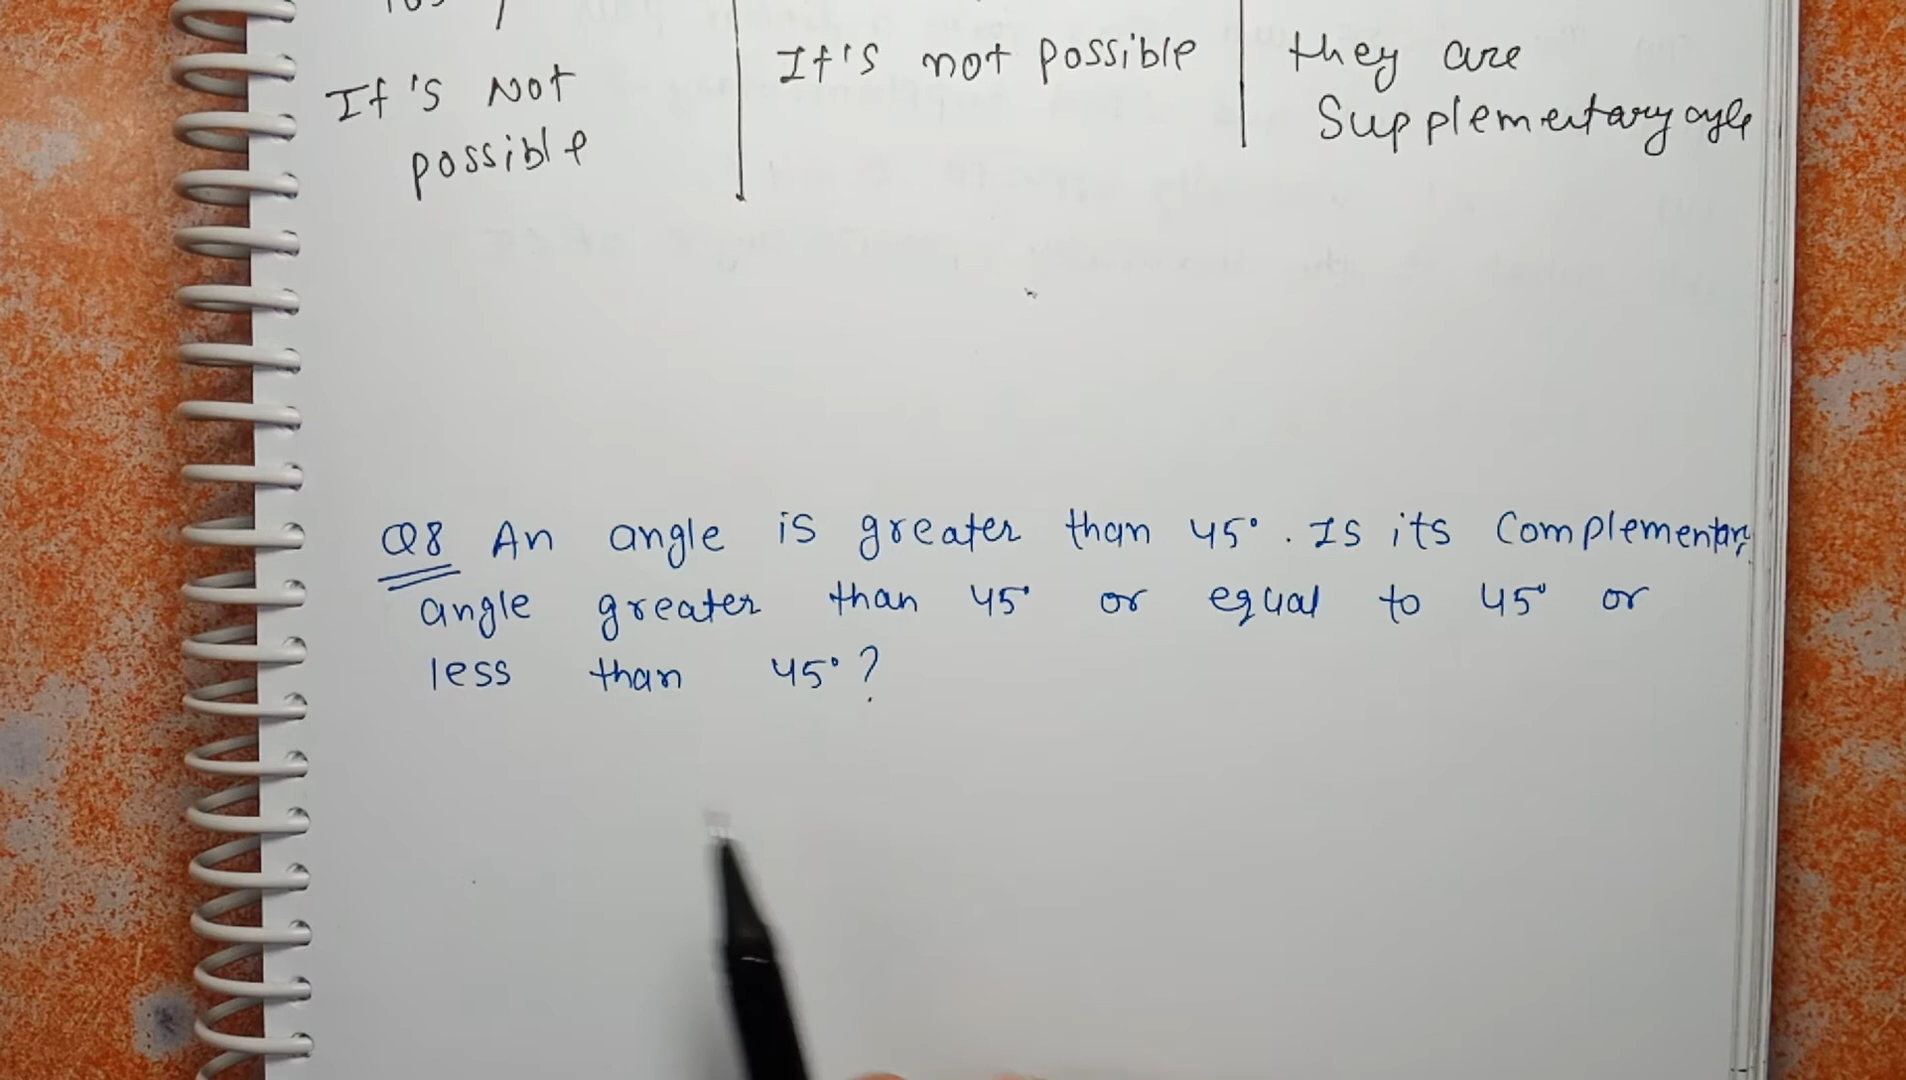 It's Not
possible
It's not possible
they are
Supplementary
Q8 An angle is greater than 45°. Is its Complementary
angle greater than 45° or equal to 45° or
less than 45°?